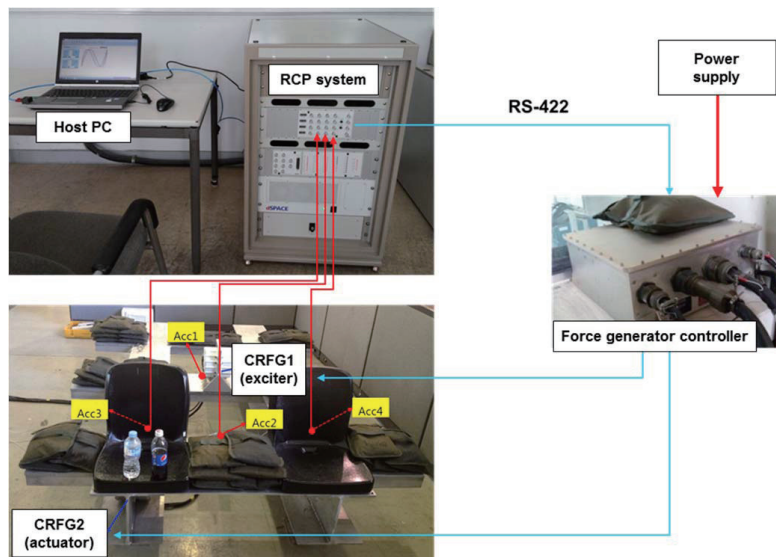 RCP system
Host PC
RS-422
Power
supply
dSPACE
Force generator controller
Acc1
CRFG1
(exciter)
Acc3
Acc2
Acc4
CRFG2
(actuator)